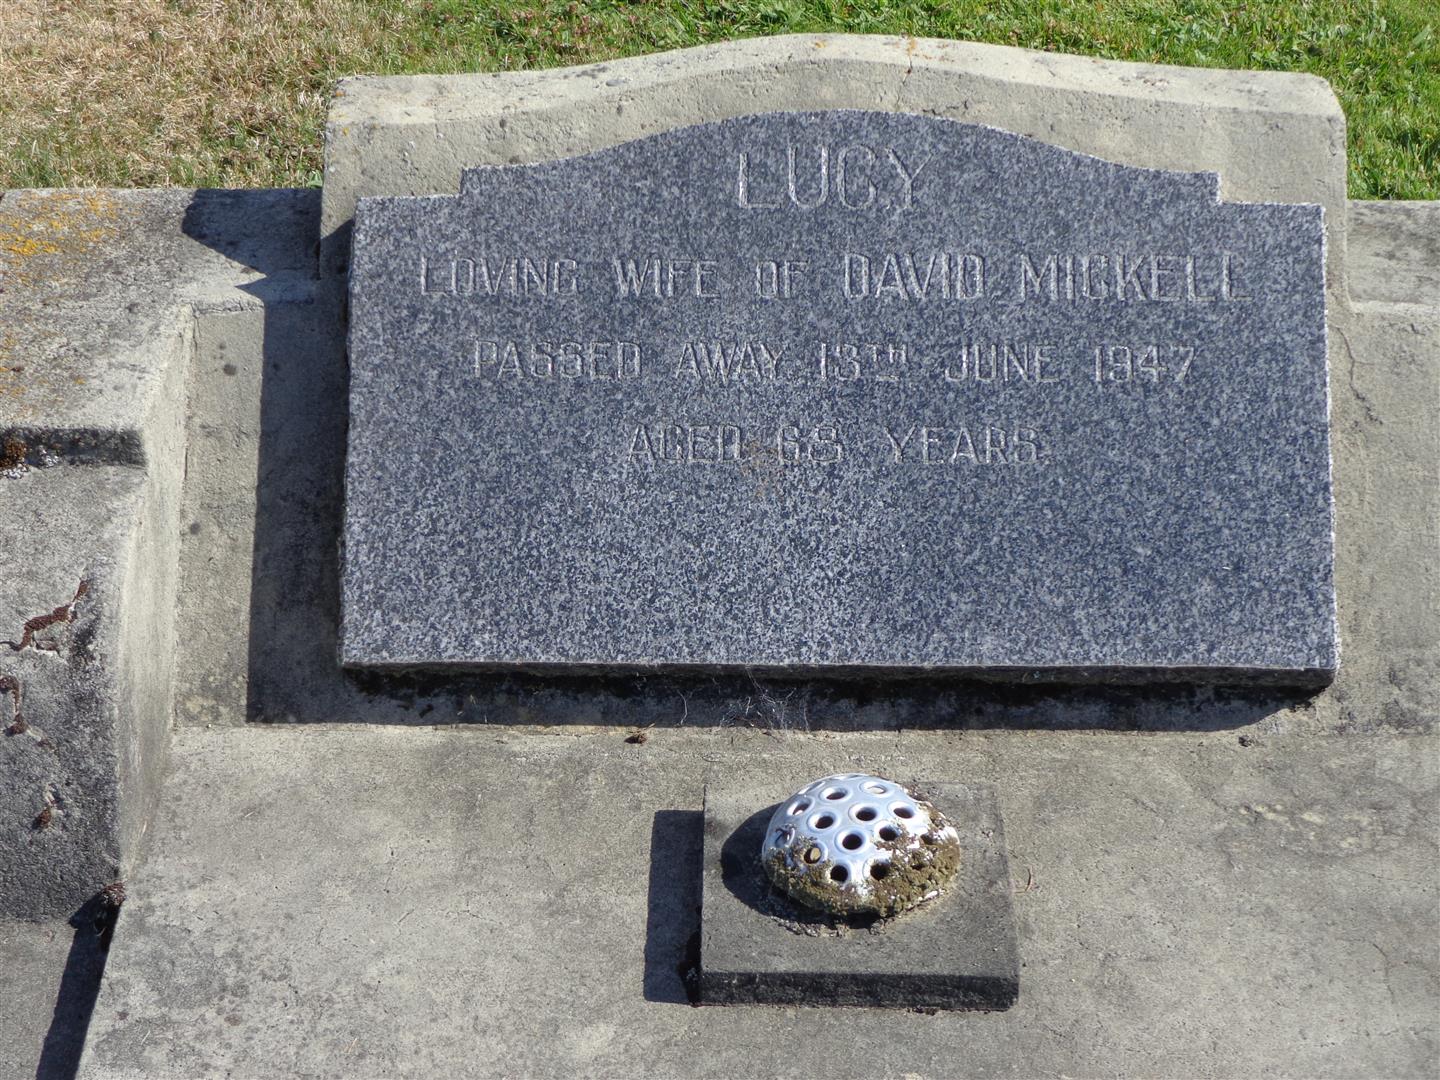 LUCY
LOVING WIFE OF DAVID MICKELL
PASSED AWAY 13TH JUNE 1947
AGED 68 YEARS.